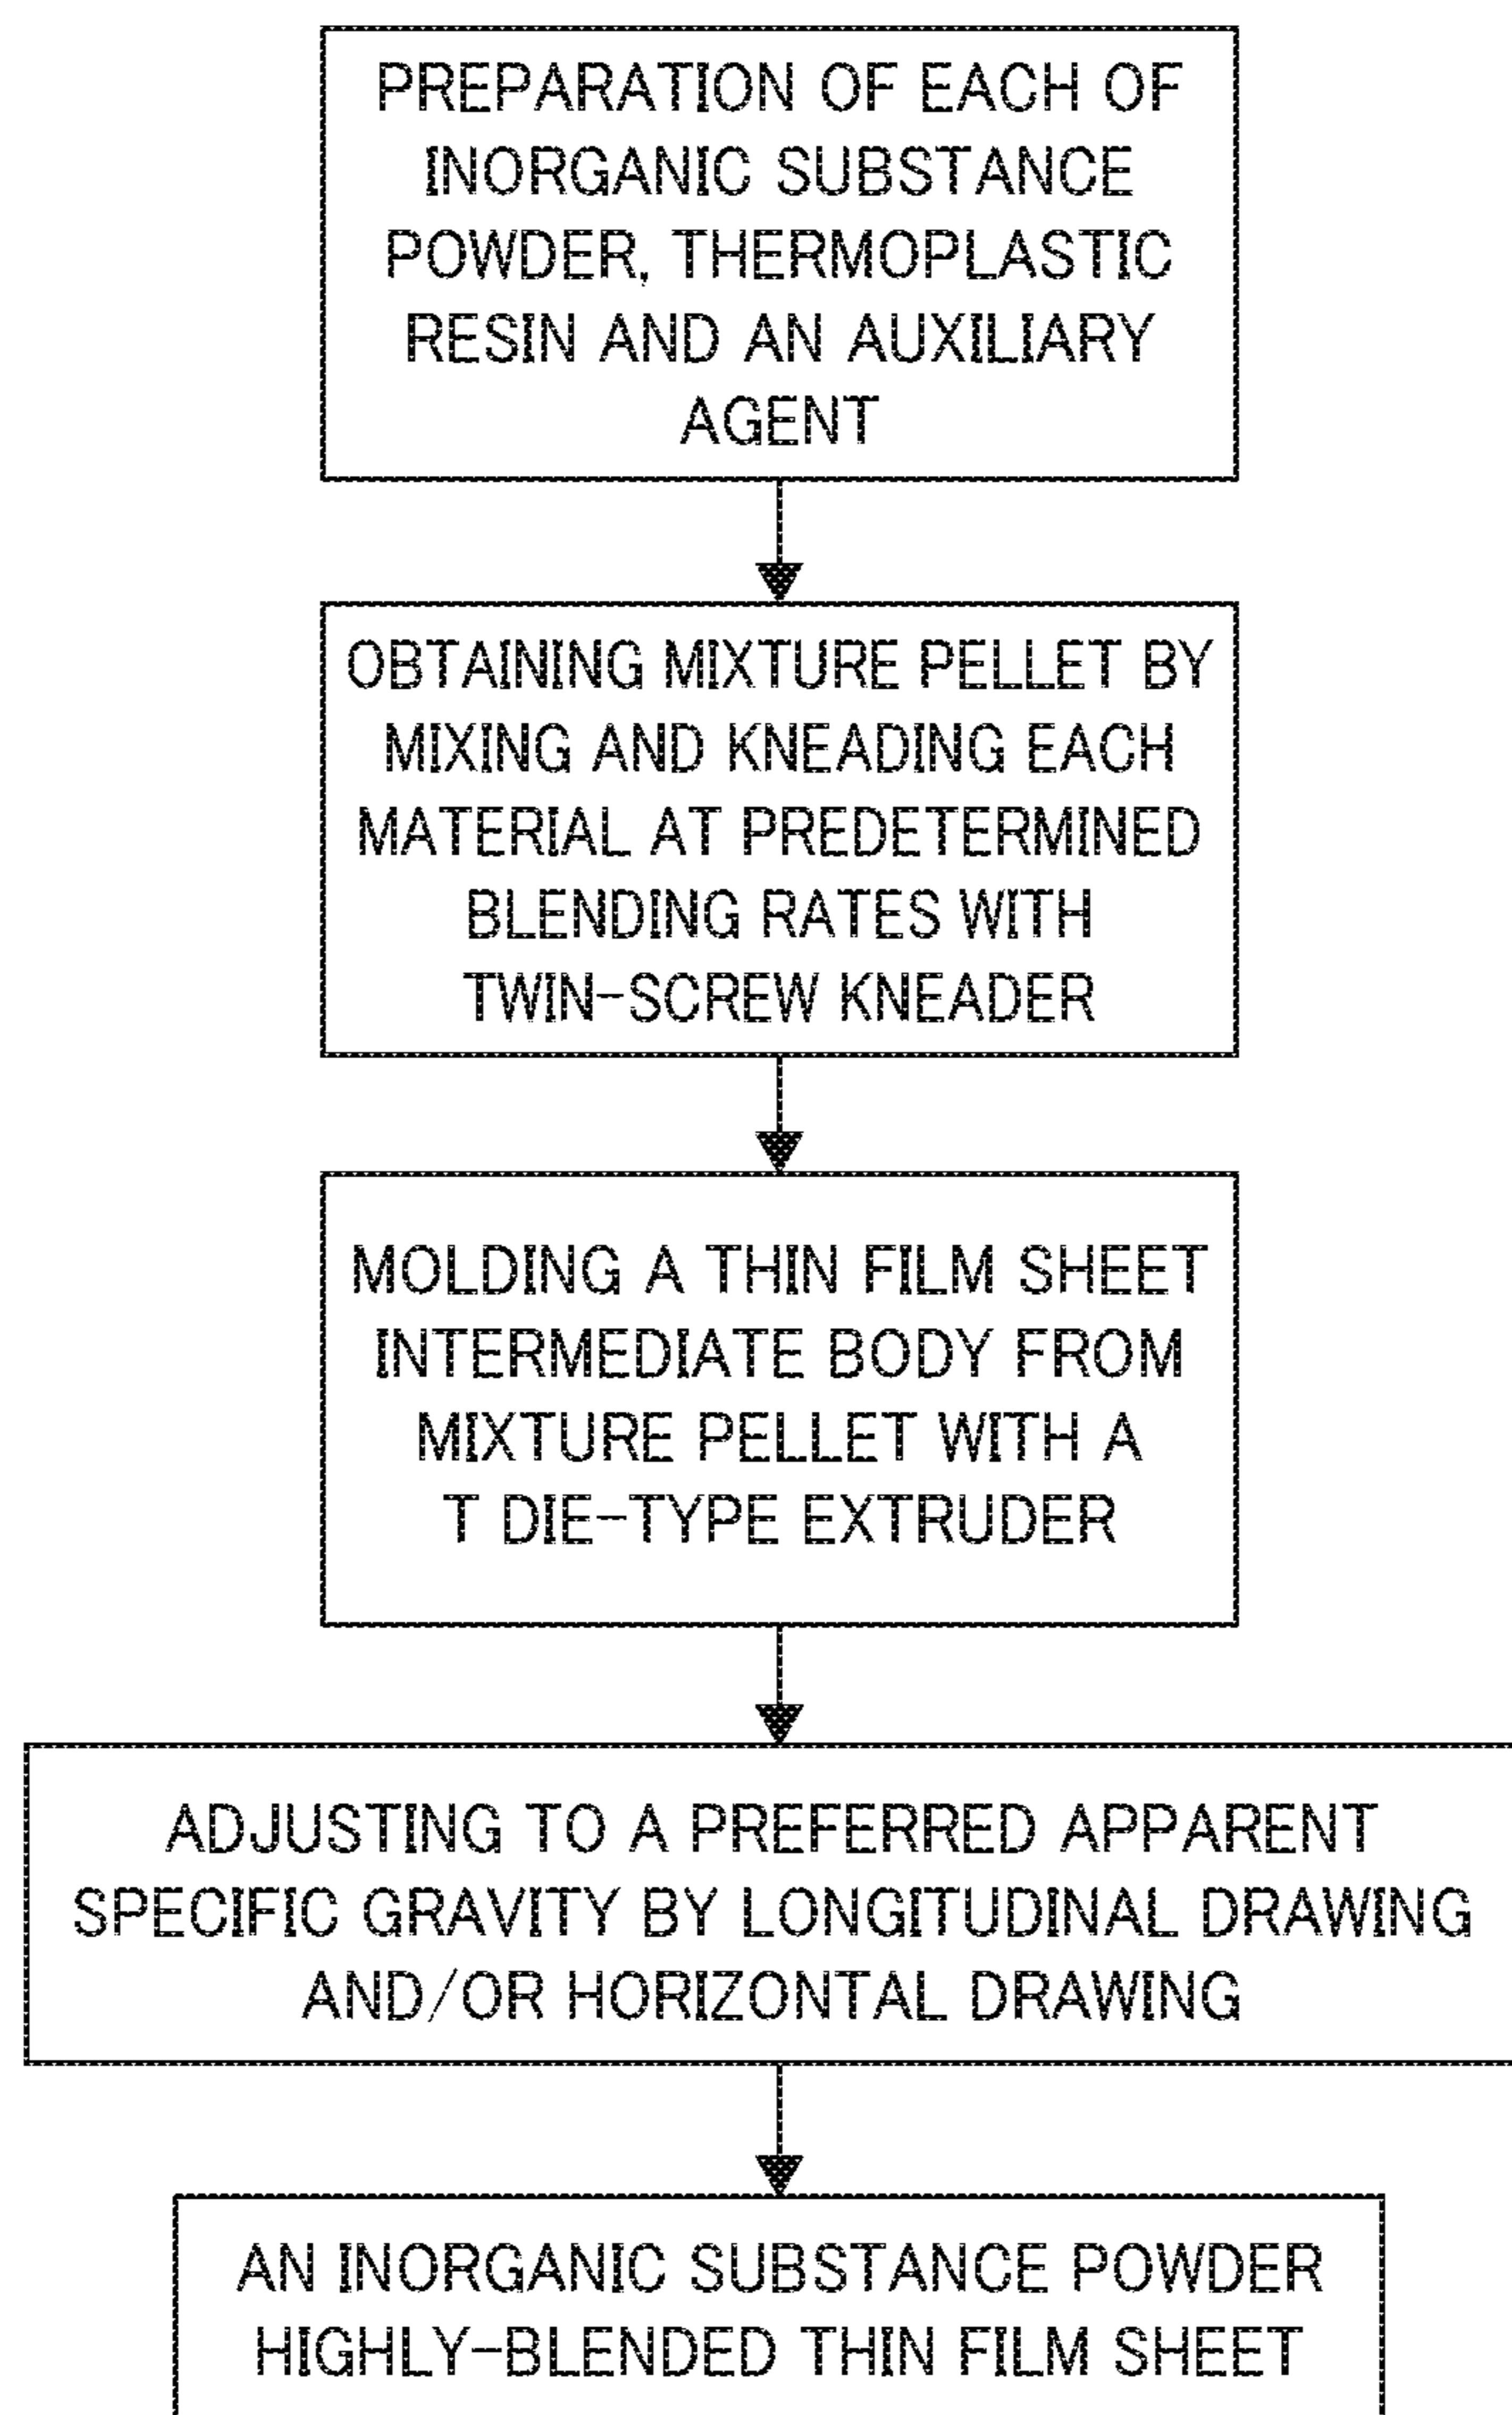 PREPARATION OF EACH OF
INORGANIC SUBSTANCE
POWDER, THERMOPLASTIC
RESIN AND AN AUXILIARY
AGENT
OBTAINING MIXTURE PELLET BY
MIXING AND KNEADING EACH
MATERIAL AT PREDETERMINED
BLENDING RATES WITH
TWIN-SCREW KNEADER
MOLDING A THIN FILM SHEET
INTERMEDIATE BODY FROM
MIXTURE PELLET WITH A
T DIE-TYPE EXTRUDER
ADJUSTING TO A PREFERRED APPARENT
SPECIFIC GRAVITY BY LONGITUDINAL DRAWING
AND/OR HORIZONTAL DRAWING
AN INORGANIC SUBSTANCE POWDER
HIGHLY-BLENDED THIN FILM SHEET